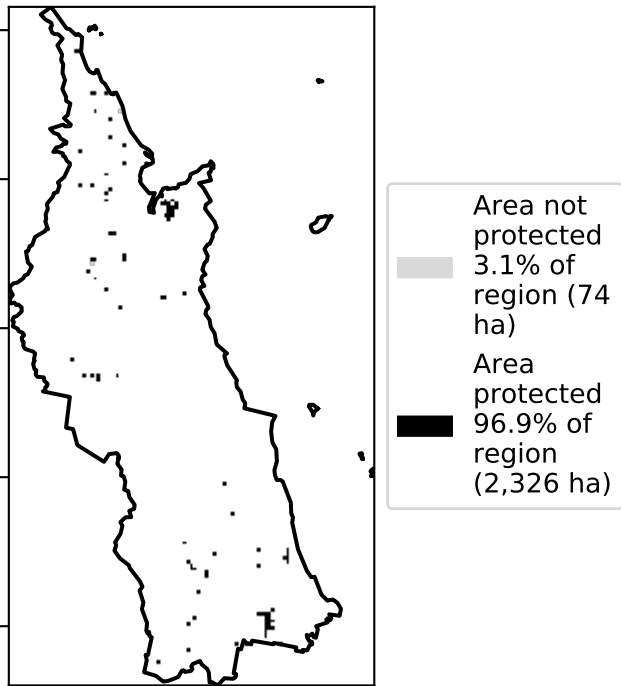 Area not
protected
3.1% of
region (74
ha)
Area
protected
96.9% of
region
(2,326 ha)